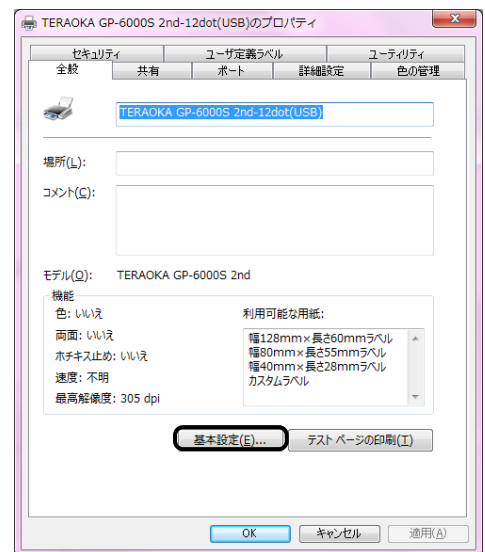 TERAOKA GP-6000S 2nd-12dot(USB)のプロパティ
セキュリティ ユーザ定義ラベル ユーティリティ
全般 共有 ポート 詳細設定 色の管理
TERAOKA GP-6000S 2nd-12dot(USB)
場所(L):
コメント(C):
モデル(O): TERAOKA GP-6000S 2nd
機能
色: いいえ 利用可能な用紙:
両面: いいえ 幅128mm×長さ60mmラベル
ホチキス止め: いいえ 幅80mm×長さ55mmラベル
速度: 不明 幅40mm×長さ28mmラベル
カスタムラベル
最高解像度: 305 dpi
基本設定(E)... テスト ページの印刷(T)
OK キャンセル 適用(A)